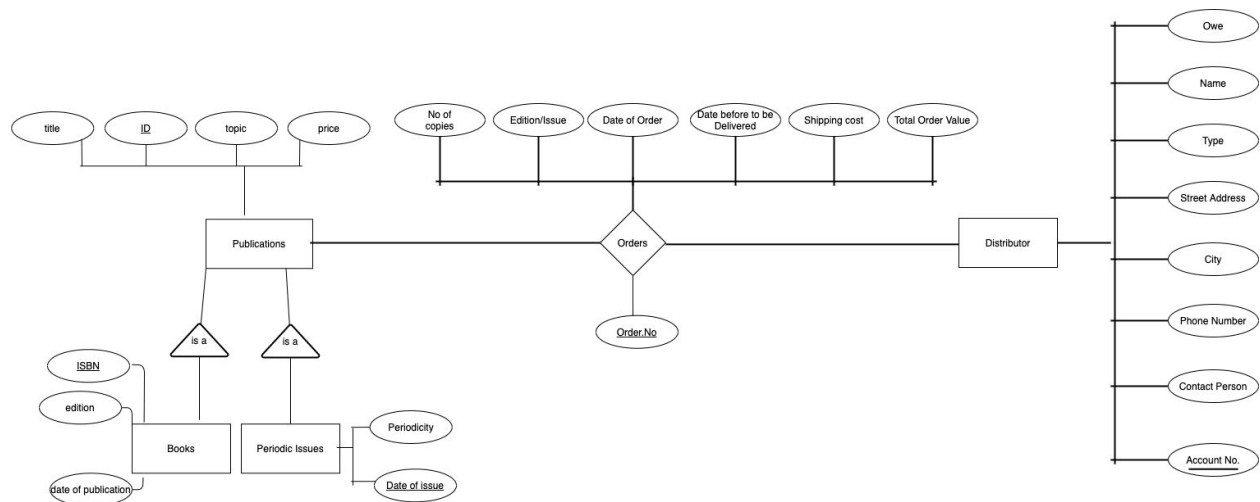 Owe
Name
title
ID
topic
price
No of
copies
Edition/Issue
Date of Order
Date before to be
Delivered
Shipping cost
Total Order Value
Type
Street Address
Publications
Orders
Distributor
City
Phone Number
Order.No
is a
is a
ISBN
Contact Person
edition
Periodicity
Books
Periodic Issues
Account No.
date of publication
Date of issue